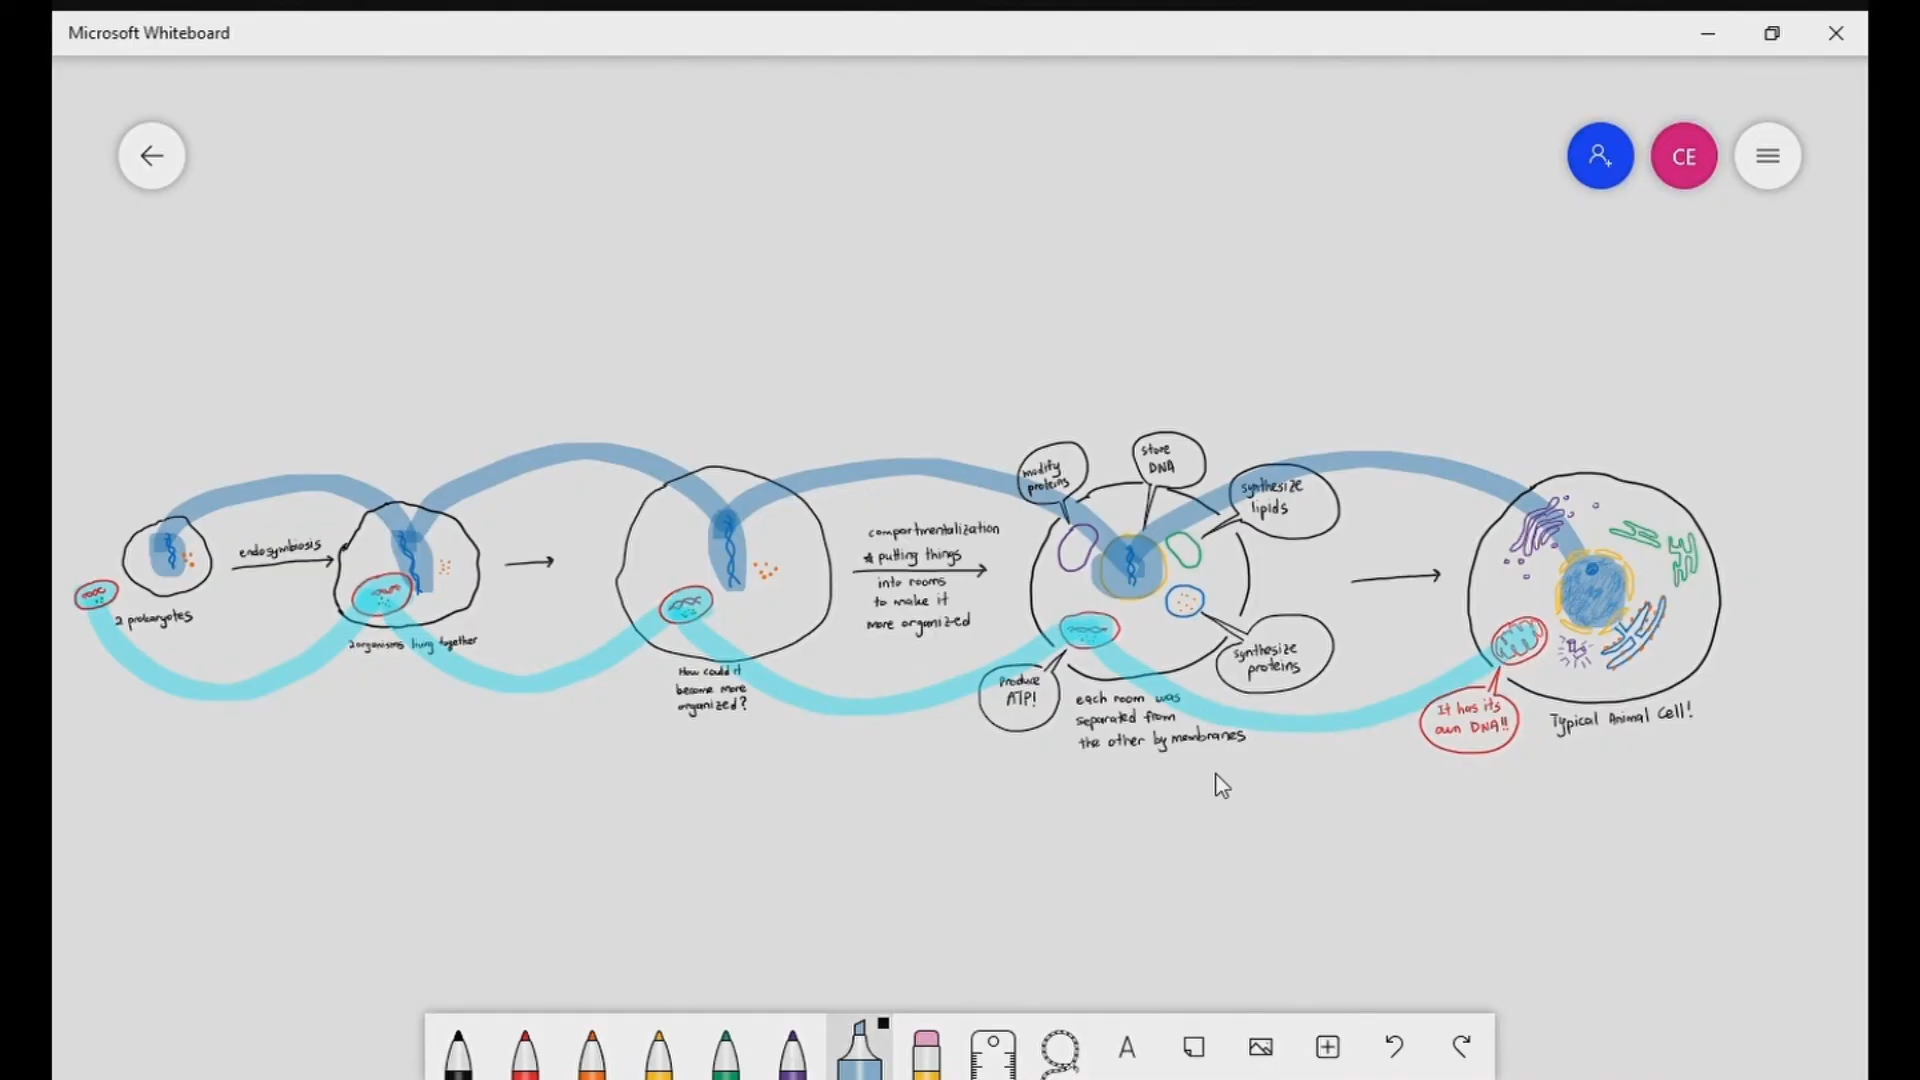 Microsoft Whiteboard
CE
2 prokaryotes
endosymbiosis
2 organisms living together
How could it
become more
organized?
compartmentalization
* putting things
into rooms
to make it
more organized
modify
proteins
store
DNA
synthesize
lipids
synthesize
proteins
Produce
ATP!
each room was
separated from
the other by membranes
It has its
own DNA!!
Typical Animal Cell!
A